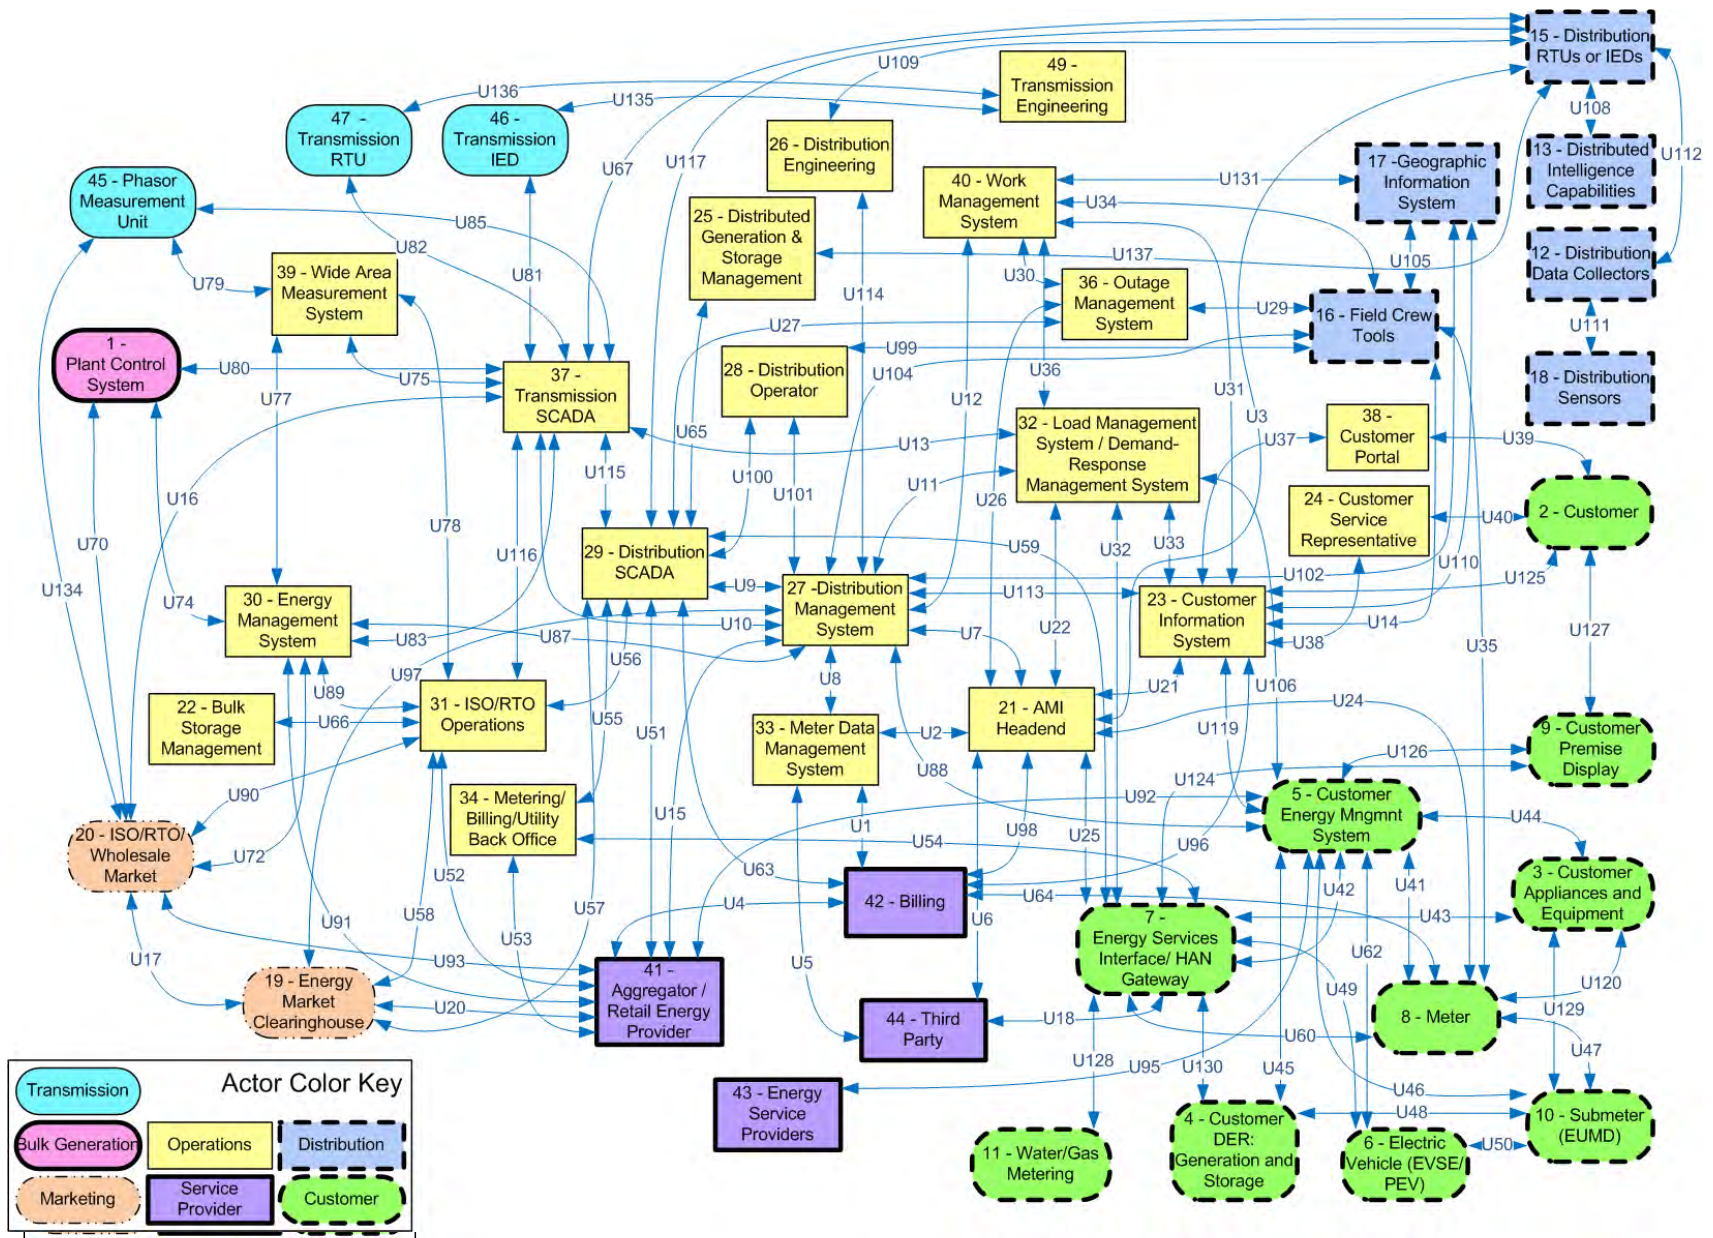 15 - Distribution
RTUs or IEDs
U109
49 -
Transmission
Engineering
U136
U135
U108
47 -
Transmission
RTU
46 -
Transmission
IED
26 - Distribution
Engineering
U67
U117
U112
13 - Distributed
Intelligence
Capabilities
17 -Geographic
Information
System
40 - Work
Management
System
U131
U34
45 - Phasor
Measurement
Unit
U85
25 - Distributed
Generation &
Storage
Management
U82
U81
U137
U105
12 - Distribution
Data Collectors
39 - Wide Area
Measurement
System
U79
U30
36 - Outage
Management
System
U114
U29
16 - Field Crew
Tools
U27
U111
1 -
Plant Control
System
U80
U75
37 -
Transmission
SCADA
28 - Distribution
Operator
U99
U104
U36
U31
18 - Distribution
Sensors
U77
U12
U3
U65
U13
32 - Load Management
System / Demand-
Response
Management System
U37
38 -
Customer
Portal
U39
U16
U115
U100
U101
U11
U26
24 - Customer
Service
Representative
U40
2 - Customer
U70
U78
U116
U59
U32
U33
29 - Distribution
SCADA
U102
U110
U125
U134
U74
U9
27 -Distribution
Management
System
U113
23 - Customer
Information
System
30 - Energy
Management
System
U83
U87
U10
U7
U22
U14
U38
U127
U35
U56
U97
U8
U21
U106
U89
31 - ISO/RTO
Operations
22 - Bulk
Storage
Management
U66
U55
U51
33 - Meter Data
Management
System
U2
21 - AMI
Headend
U24
U119
9 - Customer
Premise
Display
U126
U124
U88
U90
34 - Metering/
Billing/Utility
Back Office
U15
U92
5 - Customer
Energy Mngmnt
System
U44
20 - ISO/RTO/
Wholesale
Market
U72
U1
U98
U25
U54
U96
U52
U63
42 - Billing
U64
U42
U41
3 - Customer
Appliances and
Equipment
U4
U6
U43
U91
U58
U57
U53
7 -
Energy Services
Interface/ HAN
Gateway
U17
U93
U5
U62
U49
U120
19 - Energy
Market
Clearinghouse
U20
41 -
Aggregator /
Retail Energy
Provider
44 - Third
Party
U18
U60
8 - Meter
U129
U47
U128
U95
U130
U45
U46
43 - Energy
Service
Providers
U48
10 - Submeter
(EUMD)
11 - Water/Gas
Metering
4 - Customer
DER:
Generation and
Storage
6 - Electric
Vehicle (EVSE/
PEV)
U50
Actor Color Key
Transmission
Bulk Generation
Operations
Distribution
Marketing
Service
Provider
Customer